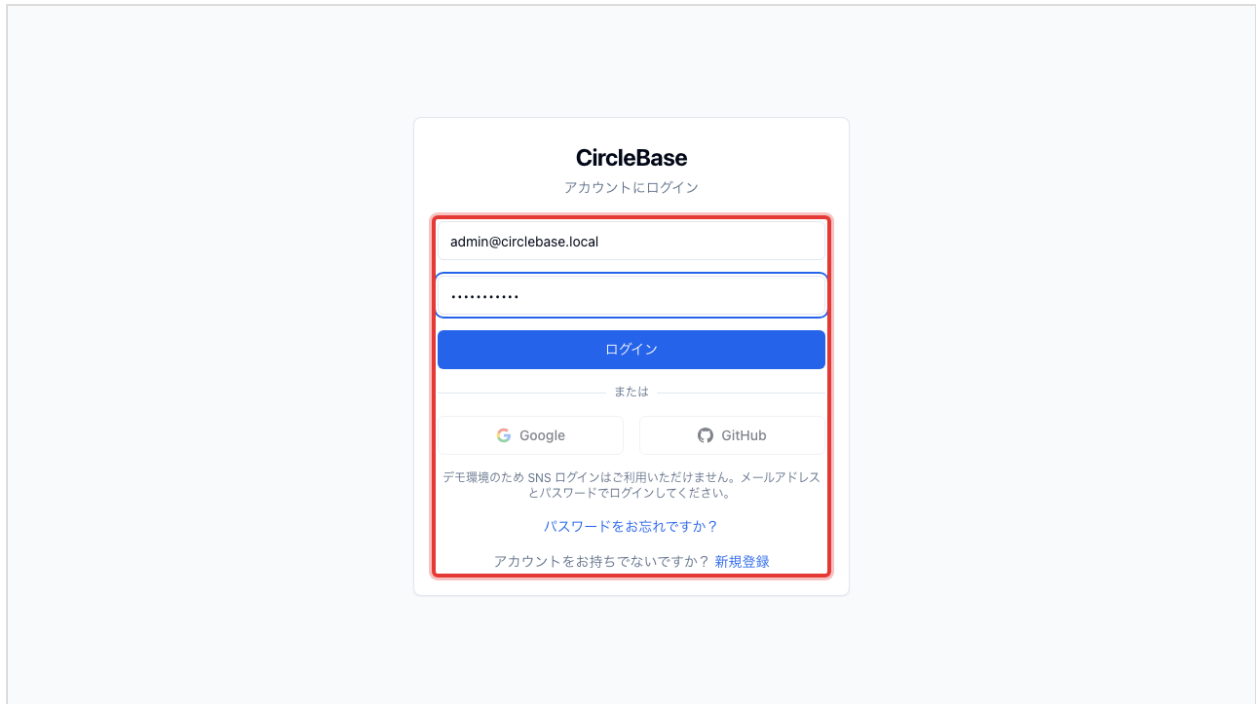 CircleBase
アカウントにログイン
admin@circlebase.local
•••••••••••
ログイン
または
Google
GitHub
デモ環境のため SNS ログインはご利用いただけません。メールアドレス
とパスワードでログインしてください。
パスワードをお忘れですか？
アカウントをお持ちでないですか？ 新規登録